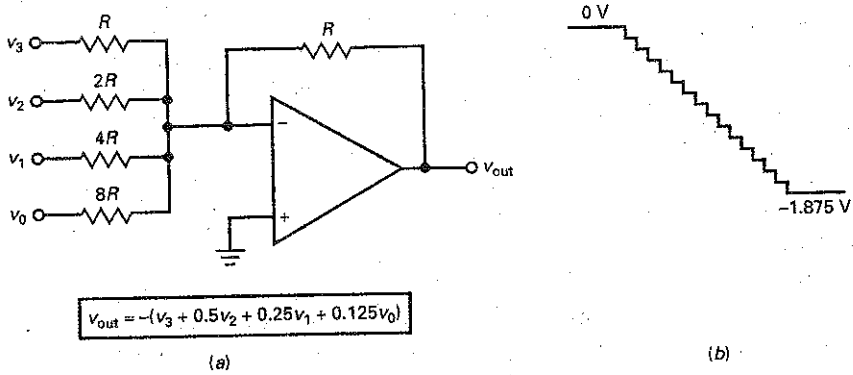 R
v3
R
2R
v2
4R
v1
8R
v0
−
+
vout
vout = −(v3 + 0.5v2 + 0.25v1 + 0.125v0)
(a)
0 V
−1.875 V
(b)